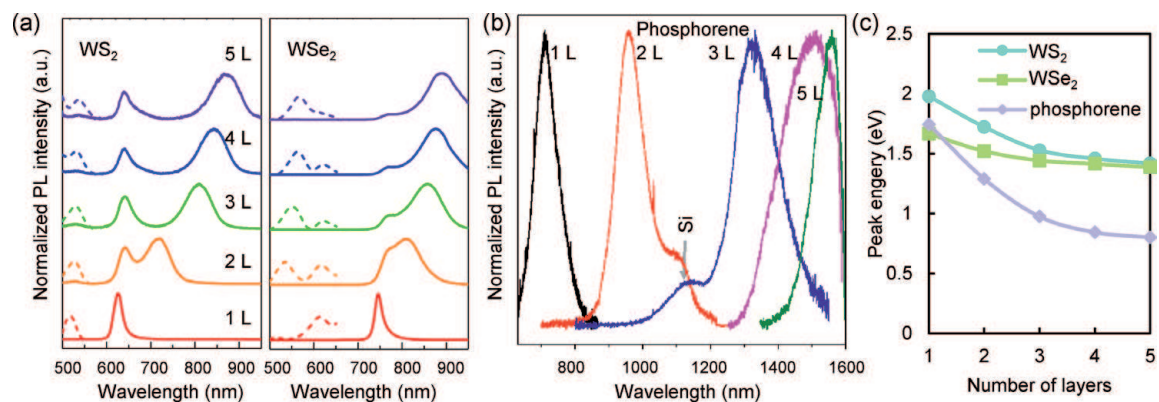 (a)
WS2
WSe2
5 L
4 L
3 L
2 L
1 L
Normalized PL intensity (a.u.)
500 600 700 800 900
500 600 700 800 900
Wavelength (nm)
Wavelength (nm)
(b)
Phosphorene
1 L
2 L
3 L
4 L
5 L
Si
Normalized PL intensity (a.u.)
800 1000 1200 1400 1600
Wavelength (nm)
(c)
WS2
WSe2
phosphorene
Peak engery (eV)
2.5
2
1.5
1
0.5
0
1 2 3 4 5
Number of layers